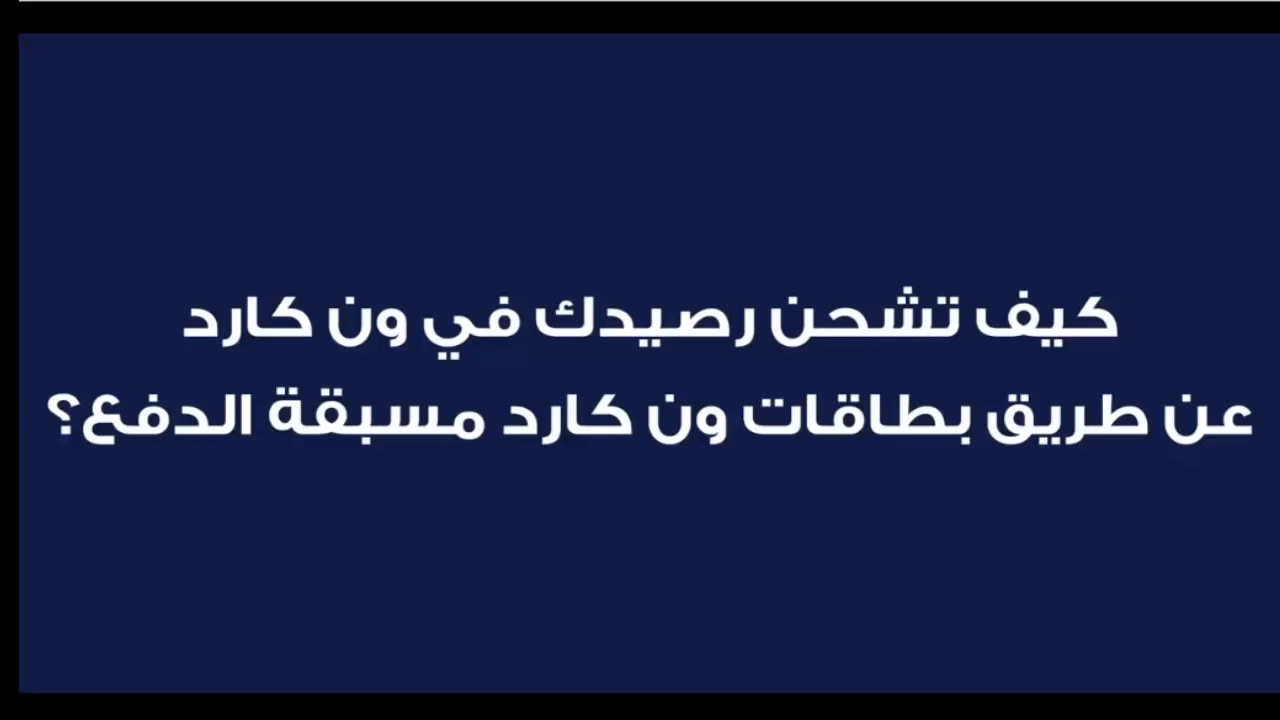 كيف تشحن رصيدك في ون كارد
عن طريق بطاقات ون كارد مسبقة الدفع؟